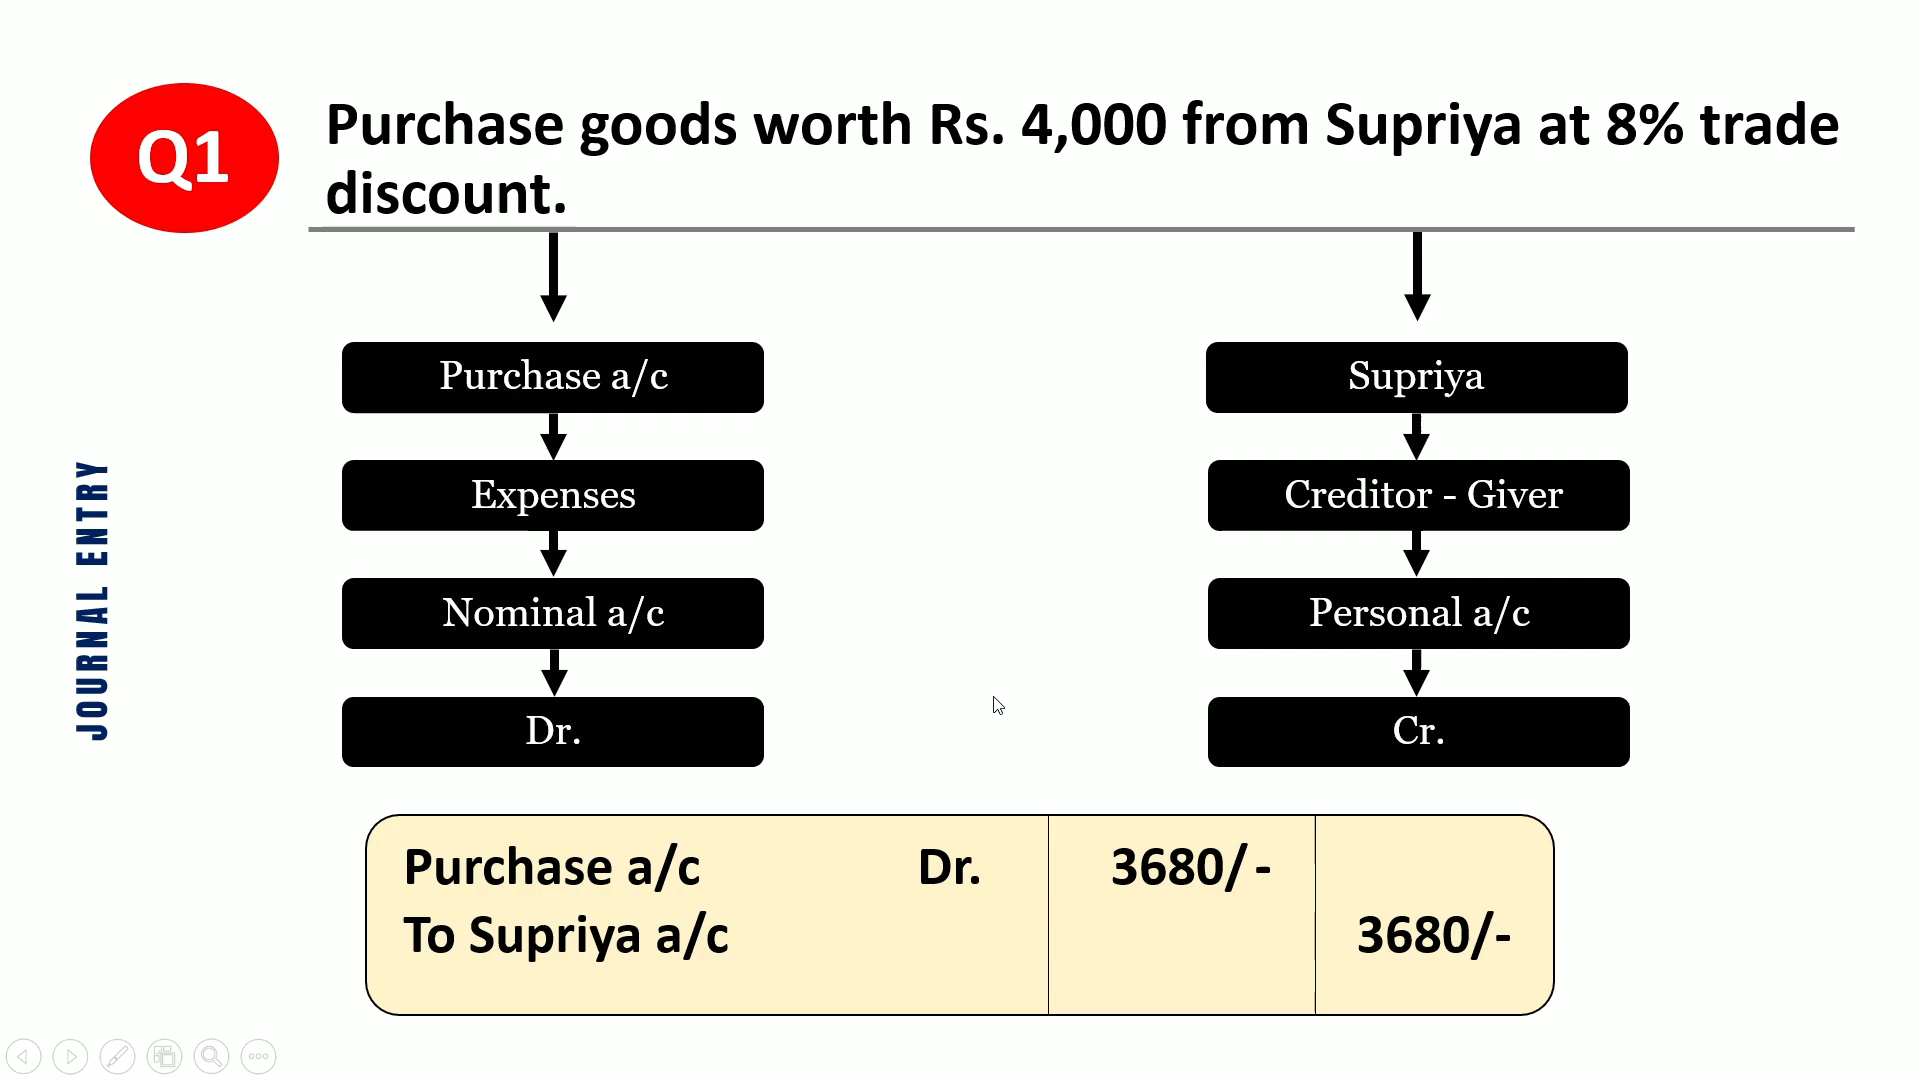 Q1
Purchase goods worth Rs. 4,000 from Supriya at 8% trade
discount.
JOURNAL ENTRY
Purchase a/c
Expenses
Nominal a/c
Dr.
Supriya
Creditor - Giver
Personal a/c
Cr.
Purchase a/c Dr. 3680/-
To Supriya a/c 3680/-